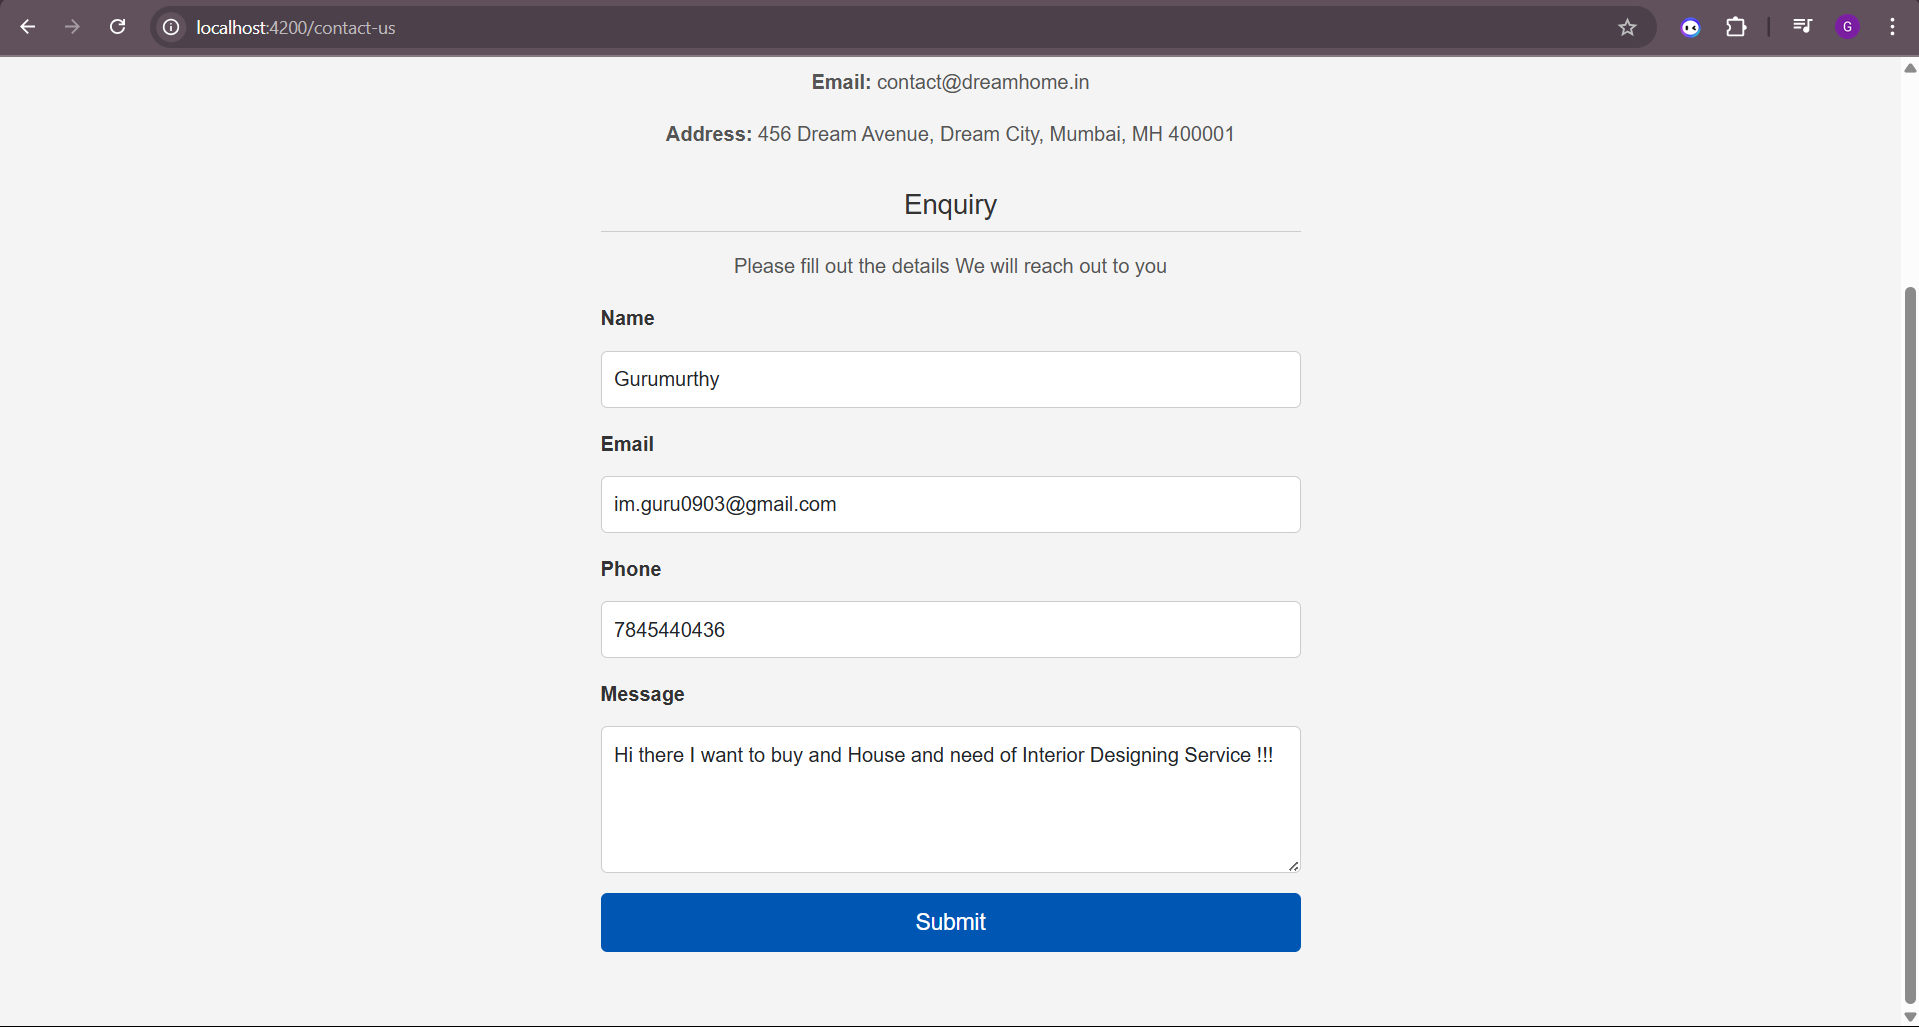 localhost:4200/contact-us
G
Email: contact@dreamhome.in
Address: 456 Dream Avenue, Dream City, Mumbai, MH 400001
Enquiry
Please fill out the details We will reach out to you
Name
Gurumurthy
Email
im.guru0903@gmail.com
Phone
7845440436
Message
Hi there I want to buy and House and need of Interior Designing Service !!!
Submit